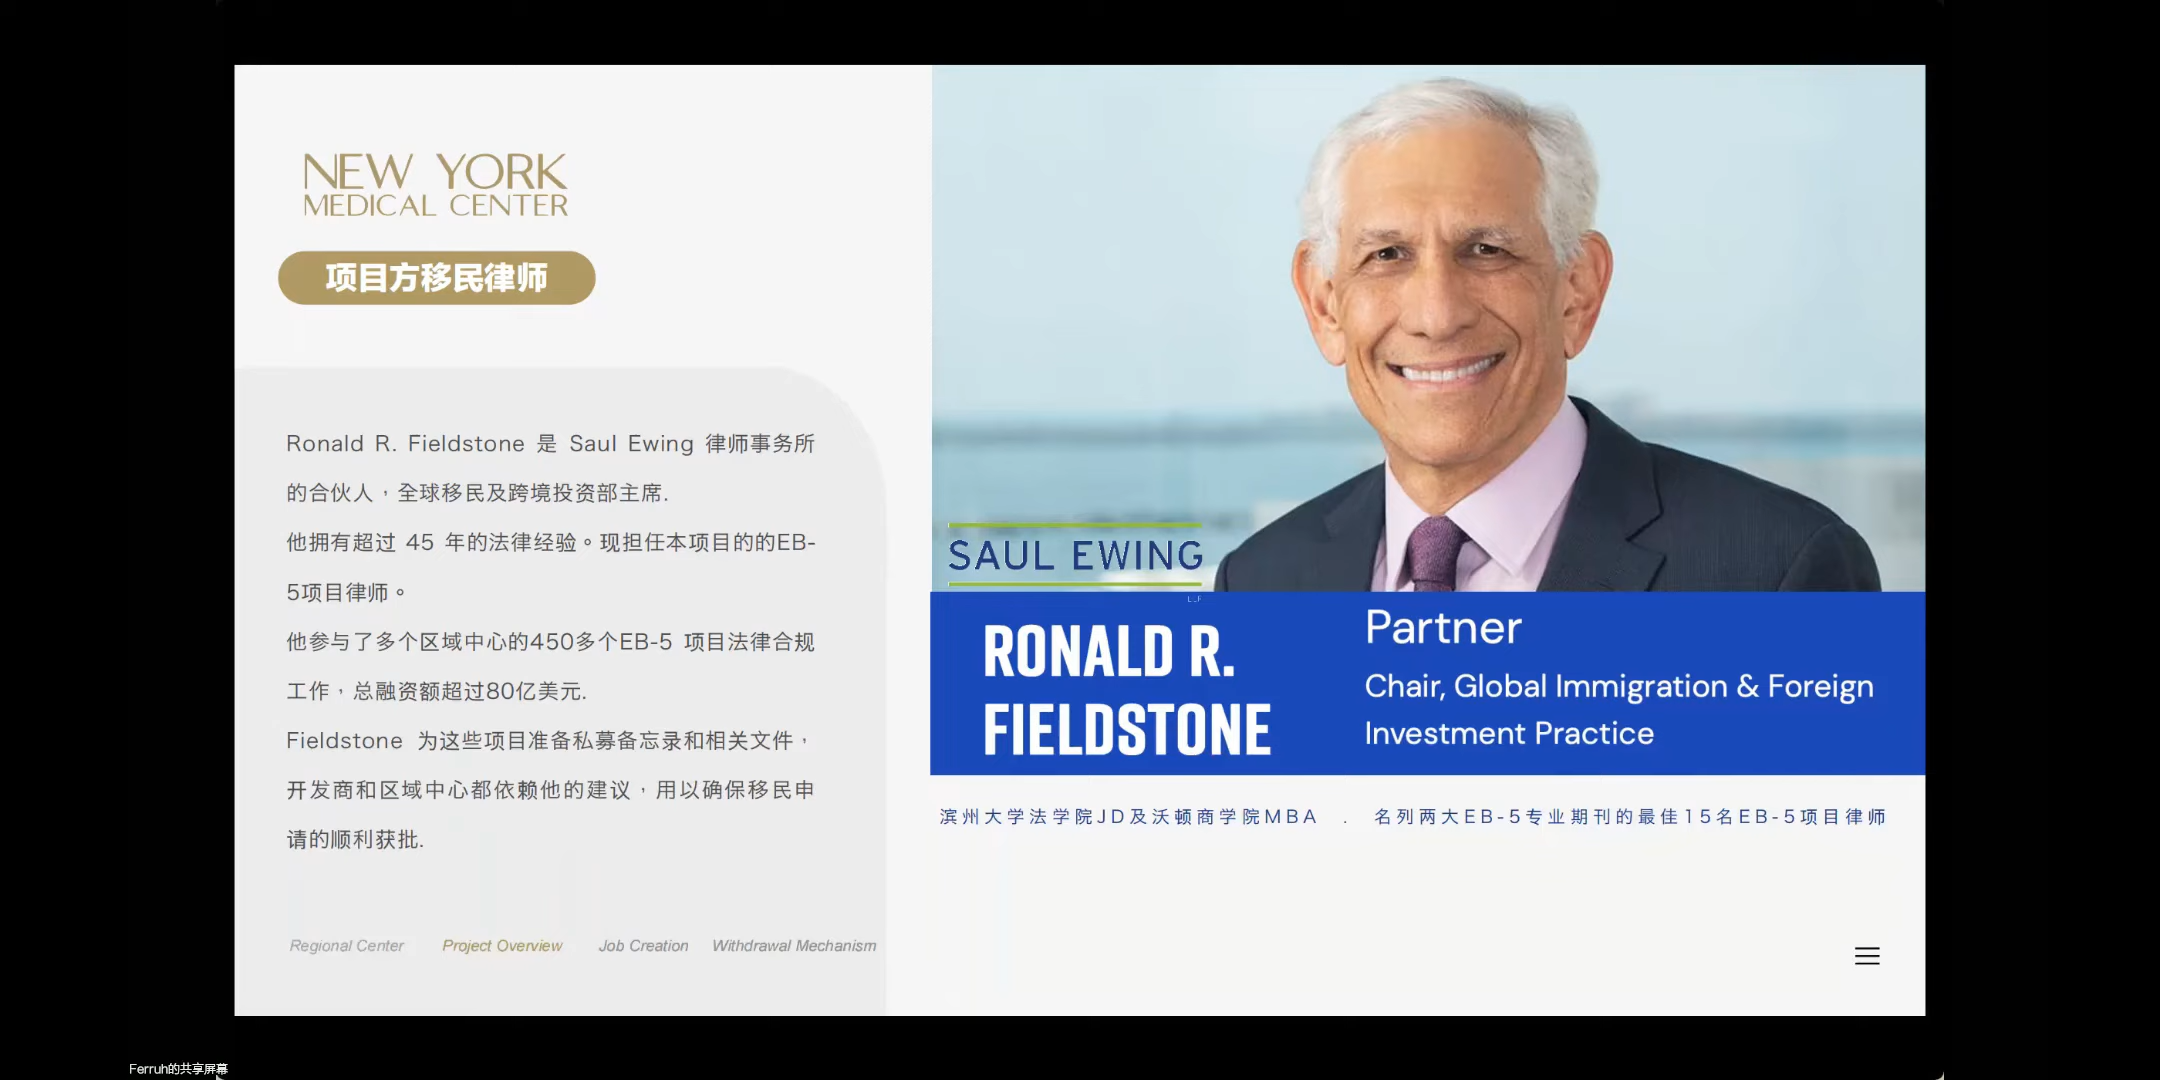 NEW YORK
MEDICAL CENTER
项目方移民律师
Ronald R. Fieldstone 是 Saul Ewing 律师事务所
的合伙人，全球移民及跨境投资部主席.
他拥有超过 45 年的法律经验。现担任本项目的的EB-
5项目律师。
他参与了多个区域中心的450多个EB-5 项目法律合规
工作，总融资额超过80亿美元.
Fieldstone 为这些项目准备私募备忘录和相关文件，
开发商和区域中心都依赖他的建议，用以确保移民申
请的顺利获批.
Regional Center Project Overview Job Creation Withdrawal Mechanism
SAUL EWING
LLP
RONALD R.
FIELDSTONE
Partner
Chair, Global Immigration & Foreign
Investment Practice
滨州大学法学院JD及沃顿商学院MBA . 名列两大EB-5专业期刊的最佳15名EB-5项目律师
Ferruh的共享屏幕